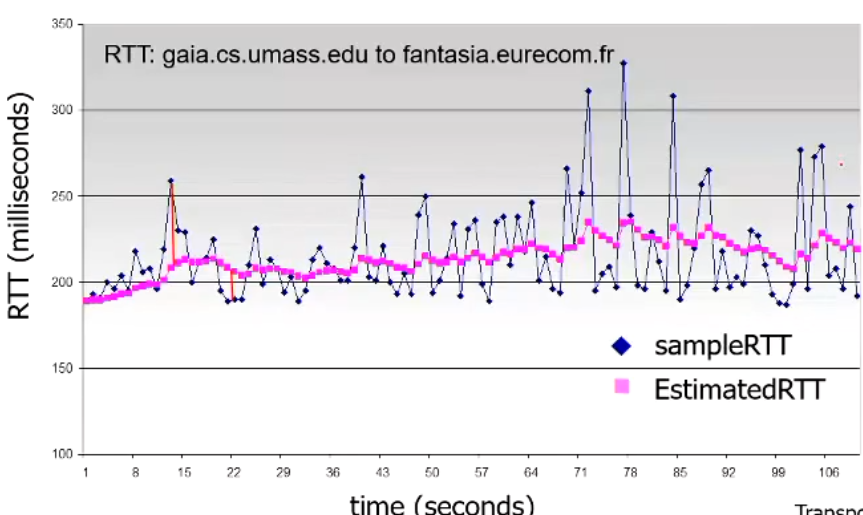 350
RTT: gaia.cs.umass.edu to fantasia.eurecom.fr
300
250
200
150
100
RTT (milliseconds)
sampleRTT
EstimatedRTT
1 8 15 22 29 36 43 50 57 64 71 78 85 92 99 106
time (seconds)